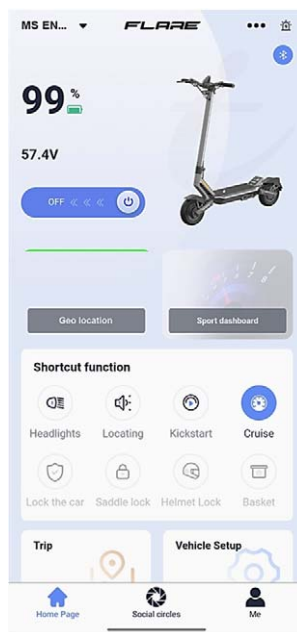 MS EN...
FLARE
99%
57.4V
OFF
Geo location
Sport dashboard
Shortcut function
Headlights Locating Kickstart Cruise
Lock the car Saddle lock Helmet Lock Basket
Trip Vehicle Setup
Home Page Social circles Me